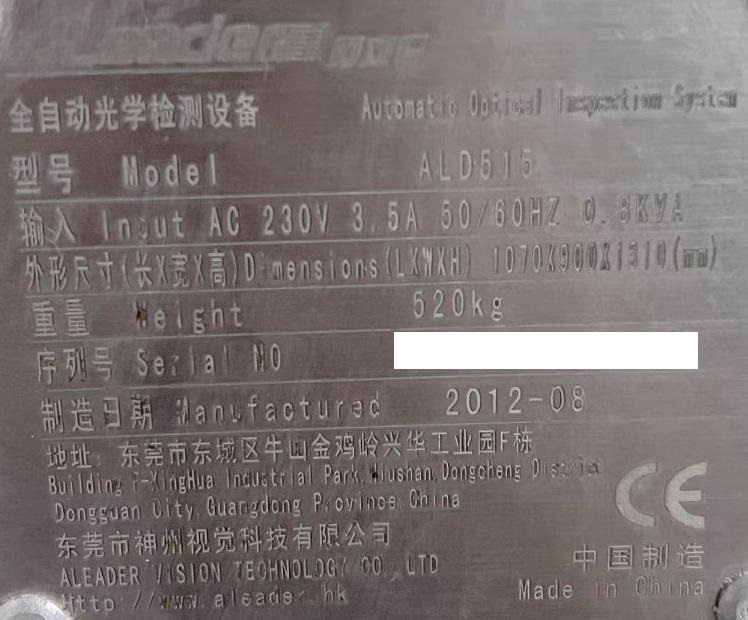 Aleader
全自动光学检测设备 Automatic Optical Inspection System
型号 Model ALD515
输入 Input AC 230V 3.5A 50/60HZ 0.8KVA
外形尺寸(长X宽X高)Dimensions(LXWXH) 1070X900X1310(mm)
重量 Weight 520kg
序列号 Serial NO
制造日期 Manufactured 2012-08
地址: 东莞市东城区牛山金鸡岭兴华工业园F栋
Building F-XingHua Industrial Park,Niushan,Dongcheng District
Dongguan City,Guangdong Province China
CE
东莞市神州视觉科技有限公司
中国制造
ALEADER VISION TECHNOLOGY CO., LTD
Made in China
Http://www.aleader.hk